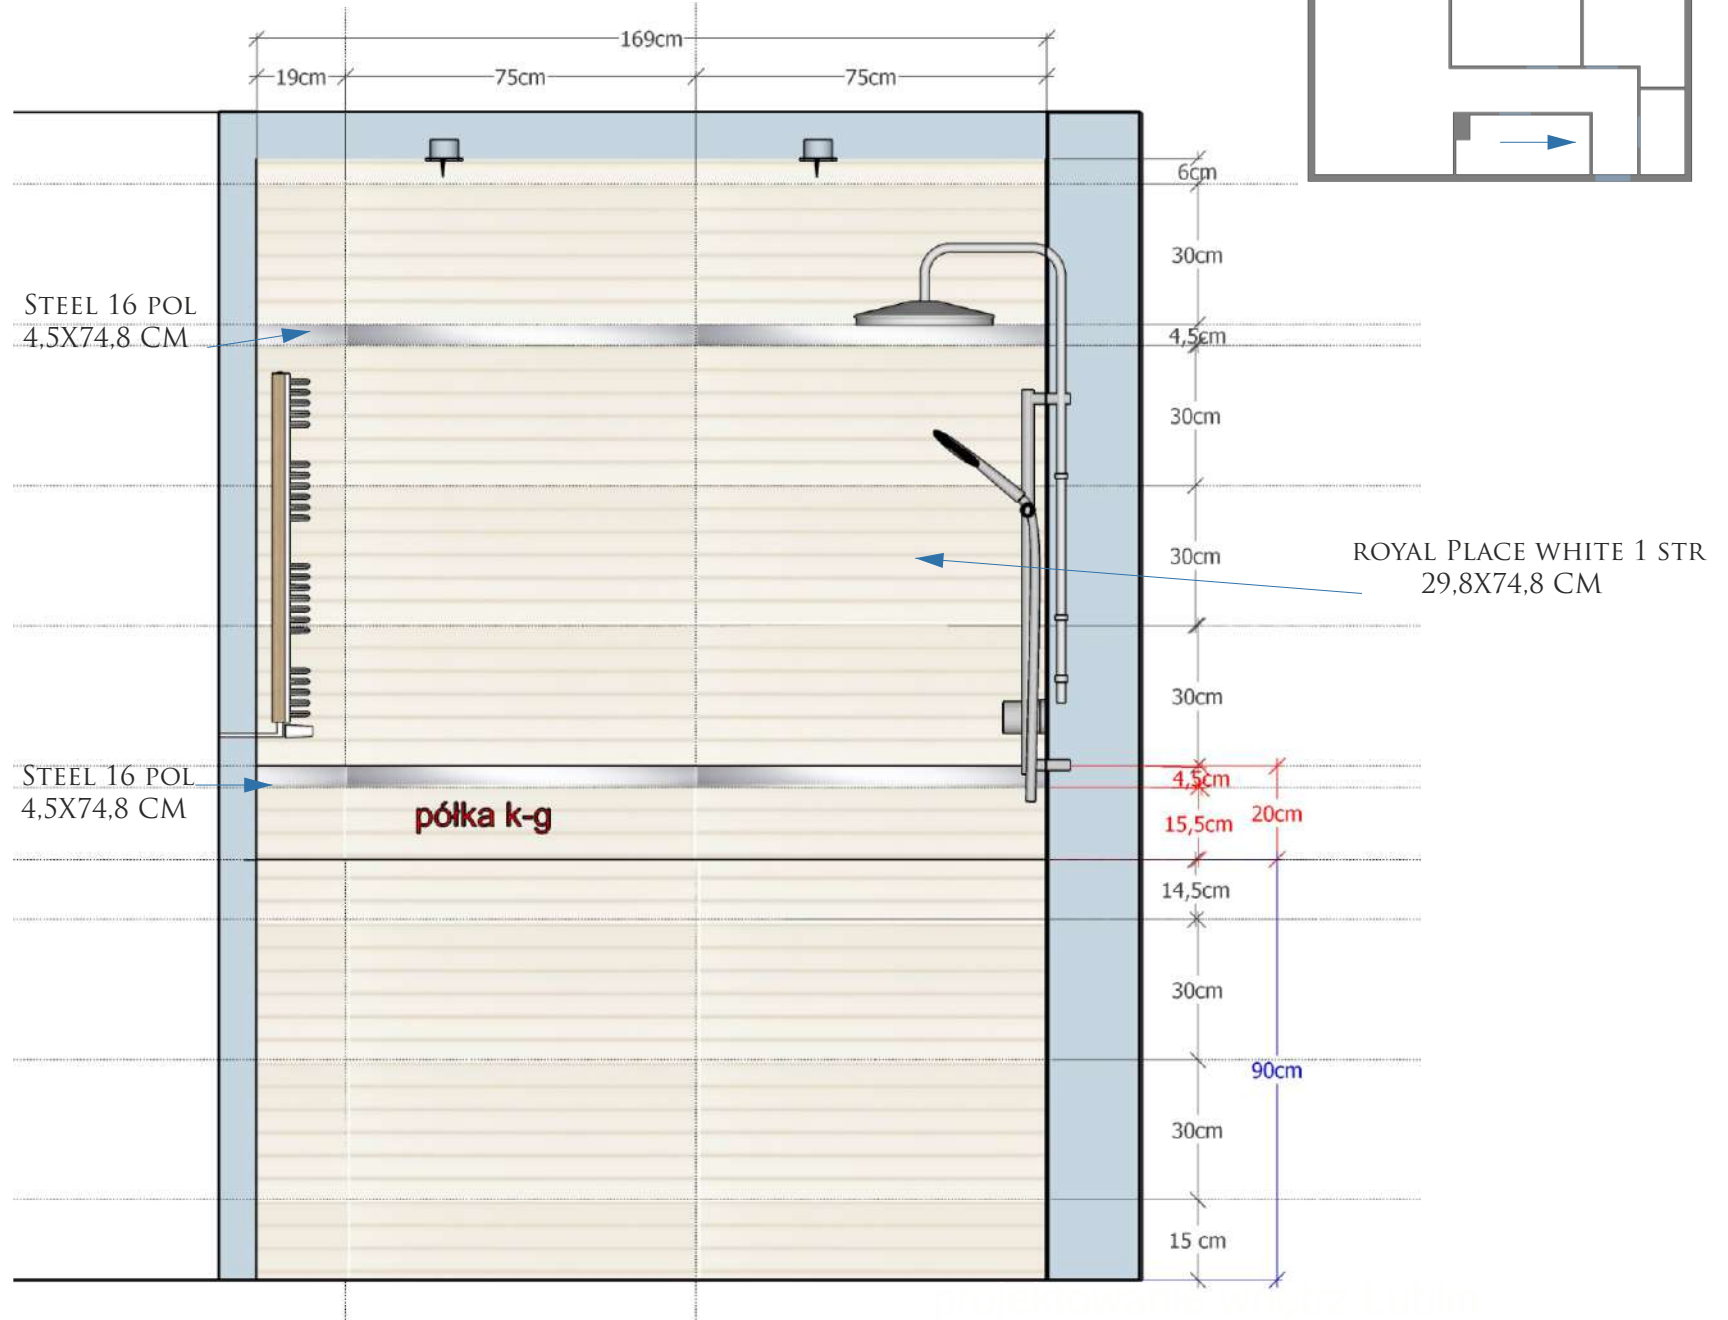 169cm
19cm
75cm
75cm
6cm
30cm
STEEL 16 POL
4,5X74,8 CM
4,5cm
30cm
30cm
ROYAL PLACE WHITE 1 STR
29,8X74,8 CM
30cm
STEEL 16 POL
4,5X74,8 CM
4,5cm
półka k-g
15,5cm
20cm
14,5cm
30cm
90cm
30cm
15 cm